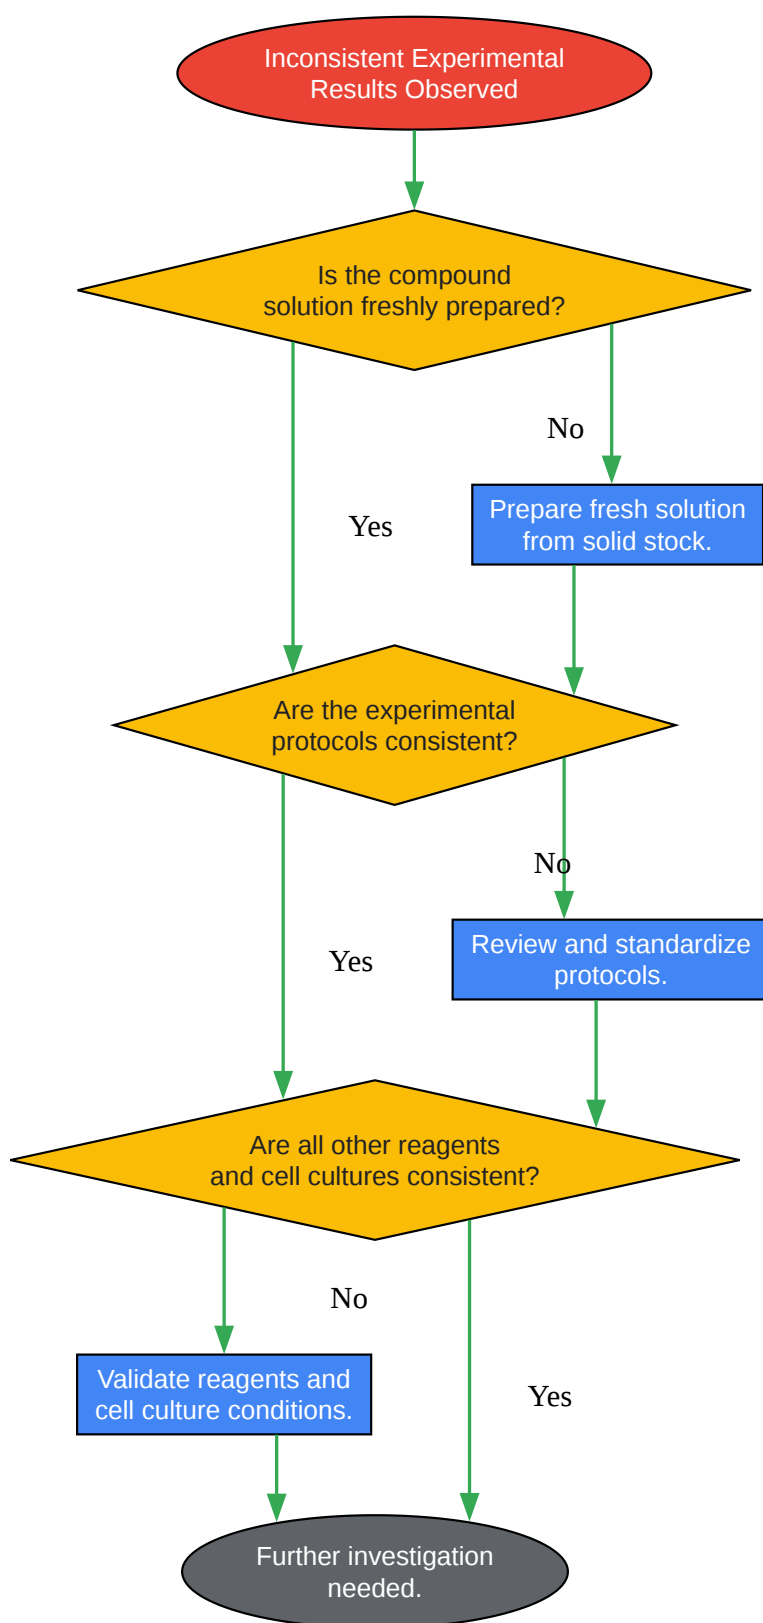 Inconsistent Experimental
Results Observed
Is the compound
solution freshly prepared?
No
Prepare fresh solution
from solid stock.
Yes
Are the experimental
protocols consistent?
No
Review and standardize
protocols.
Yes
Are all other reagents
and cell cultures consistent?
No
Validate reagents and
cell culture conditions.
Yes
Further investigation
needed.